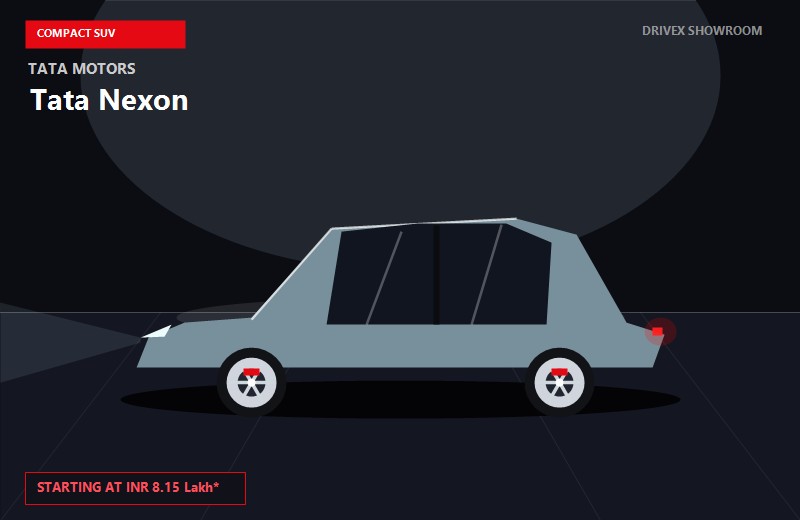 COMPACT SUV
DRIVEX SHOWROOM
TATA MOTORS
Tata Nexon
STARTING AT INR 8.15 Lakh*